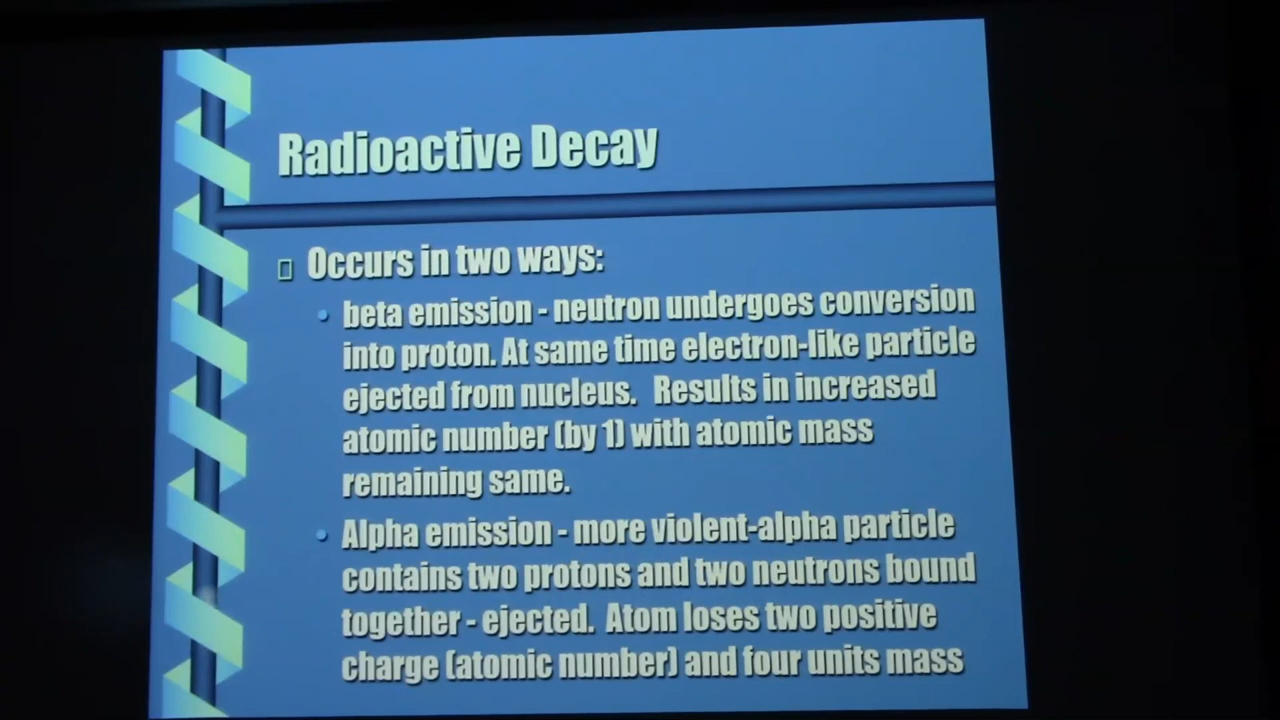 Radioactive Decay
Occurs in two ways:
beta emission - neutron undergoes conversion
into proton. At same time electron-like particle
ejected from nucleus. Results in increased
atomic number (by 1) with atomic mass
remaining same.
Alpha emission - more violent-alpha particle
contains two protons and two neutrons bound
together - ejected. Atom loses two positive
charge (atomic number) and four units mass